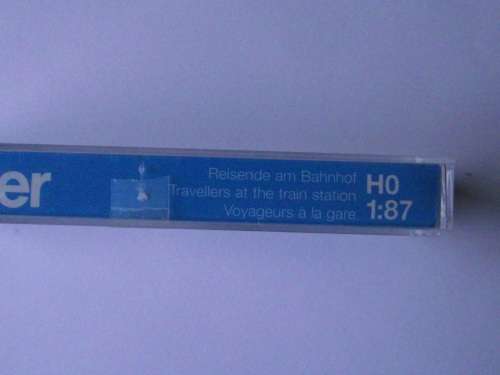 er
Reisende am Bahnhof
Travellers at the train station
Voyageurs à la gare
H0
1:87